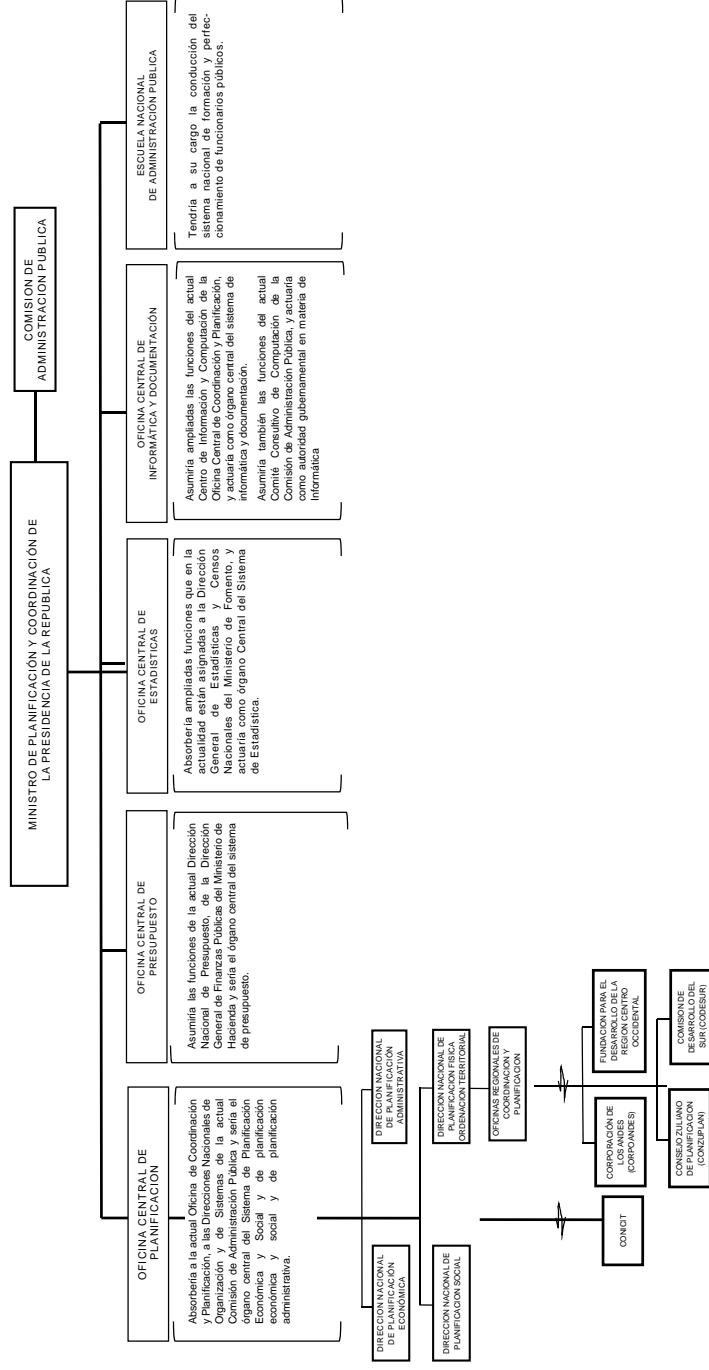 MINISTRO DE PLANIFICACIÓN Y COORDINACIÓN DE
LA PRESIDENCIA DE LA REPUBLICA
COMISION DE
ADMINISTRACION PUBLICA
OFICINA CENTRAL DE
PLANIFICACION
Absorbería a la actual Oficina de Coordinación
y Planificación, a las Direcciones Nacionales de
Organización y de Sistemas de la actual
Comisión de Administración Pública y sería el
órgano central del Sistema de Planificación
Económica y Social y de planificación
económica y social y de planificación
administrativa.
OFICINA CENTRAL DE
PRESUPUESTO
Asumiría las funciones de la actual Dirección
Nacional de Presupuesto, de la Dirección
General de Finanzas Públicas del Ministerio de
Hacienda y sería el órgano central del sistema
de presupuesto.
OFICINA CENTRAL DE
ESTADISTICAS
Absorbería ampliadas funciones que en la
actualidad están asignadas a la Dirección
General de Estadísticas y Censos
Nacionales del Ministerio de Fomento, y
actuaría como órgano Central del Sistema
de Estadística.
OFICINA CENTRAL DE
INFORMÁTICA Y DOCUMENTACIÓN
Asumiría ampliadas las funciones del actual
Centro de Información y Computación de la
Oficina Central de Coordinación y Planificación,
y actuaría como órgano central del sistema de
informática y documentación.
Asumiría también las funciones del actual
Comité Consultivo de Computación de la
Comisión de Administración Pública, y actuaría
como autoridad gubernamental en materia de
Informática
ESCUELA NACIONAL
DE ADMINISTRACIÓN PUBLICA
Tendría a su cargo la conducción del
sistema nacional de formación y perfec-
cionamiento de funcionarios públicos.
DIRECCION NACIONAL
DE PLANIFICACIÓN
ECONÓMICA
DIRECCION NACIONAL
DE PLANIFICACIÓN
ADMINISTRATIVA
DIRECCION NACIONAL DE
PLANIFICACION SOCIAL
DIRECCION NACIONAL DE
PLANIFICACION FÍSICA
ORDENACION TERRITORIAL
OFICINAS REGIONALES DE
COORDINACION Y
PLANIFICACION
CONICIT
CORPORACIÓN DE
LOS ANDES
(CORPOANDES)
FUNDACION PARA EL
DESARROLLO DE LA
REGION CENTRO
OCCIDENTAL
CONSEJO ZULIANO
DE PLANIFICACION
(CONZUPLAN)
COMISION DE
DESARROLLO DEL
SUR (CODESUR)